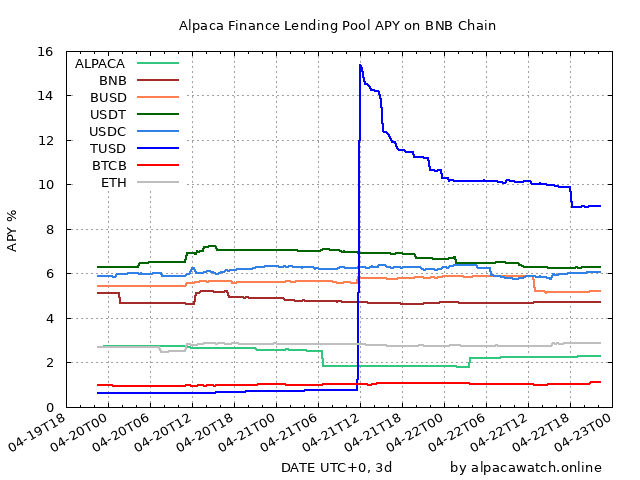 Alpaca Finance Lending Pool APY on BNB Chain
APY %
16
14
12
10
8
6
4
2
0
ALPACA
BNB
BUSD
USDT
USDC
TUSD
BTCB
ETH
04-19T18
04-20T00
04-20T06
04-20T12
04-20T18
04-21T00
04-21T06
04-21T12
04-21T18
04-22T00
04-22T06
04-22T12
04-22T18
04-23T00
DATE UTC+0, 3d
by alpacawatch.online